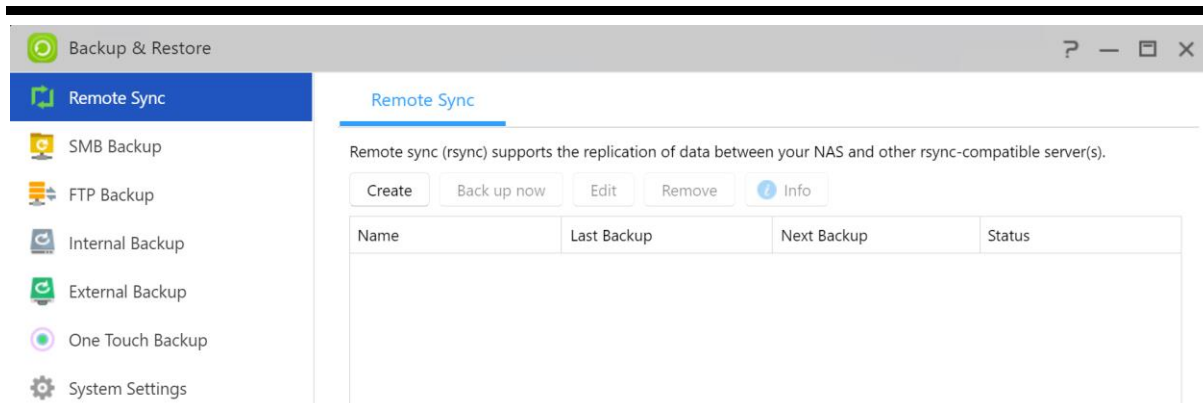 Backup & Restore
Remote Sync
SMB Backup
FTP Backup
Internal Backup
External Backup
One Touch Backup
System Settings
Remote Sync
Remote sync (rsync) supports the replication of data between your NAS and other rsync-compatible server(s).
Create Back up now Edit Remove Info
Name Last Backup Next Backup Status